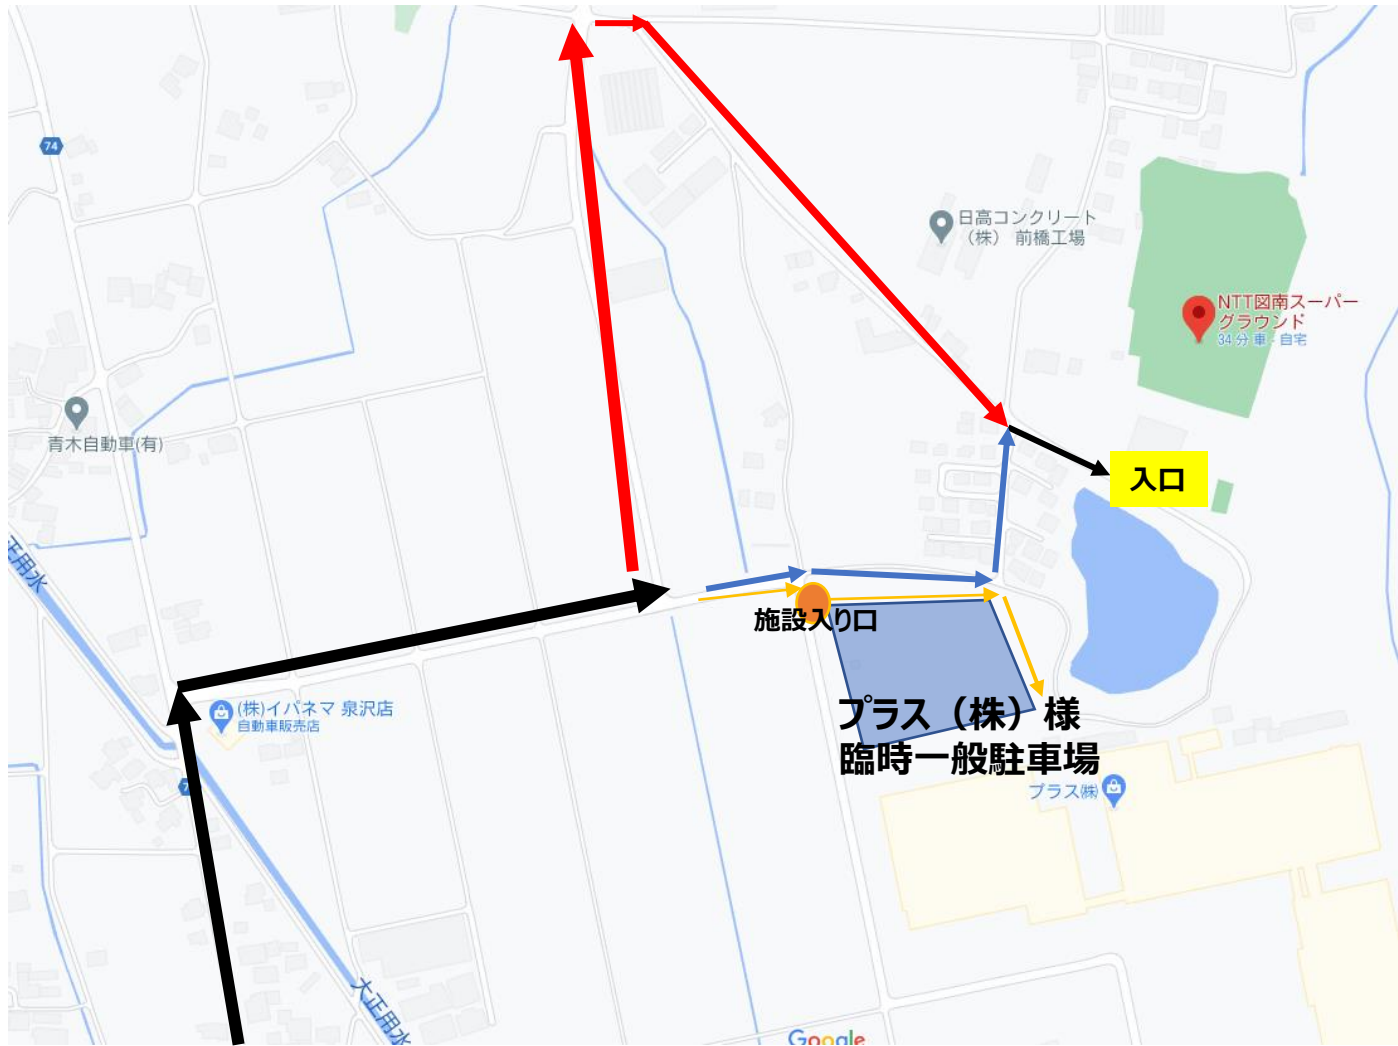 74
日高コンクリート
（株） 前橋工場
NTT図南スーパー
グラウンド
34 分 車 - 自宅
青木自動車(有)
入口
大正用水
施設入り口
(株)イバネマ 泉沢店
自動車販売店
プラス（株）様
臨時一般駐車場
プラス㈱
大正用水
Google